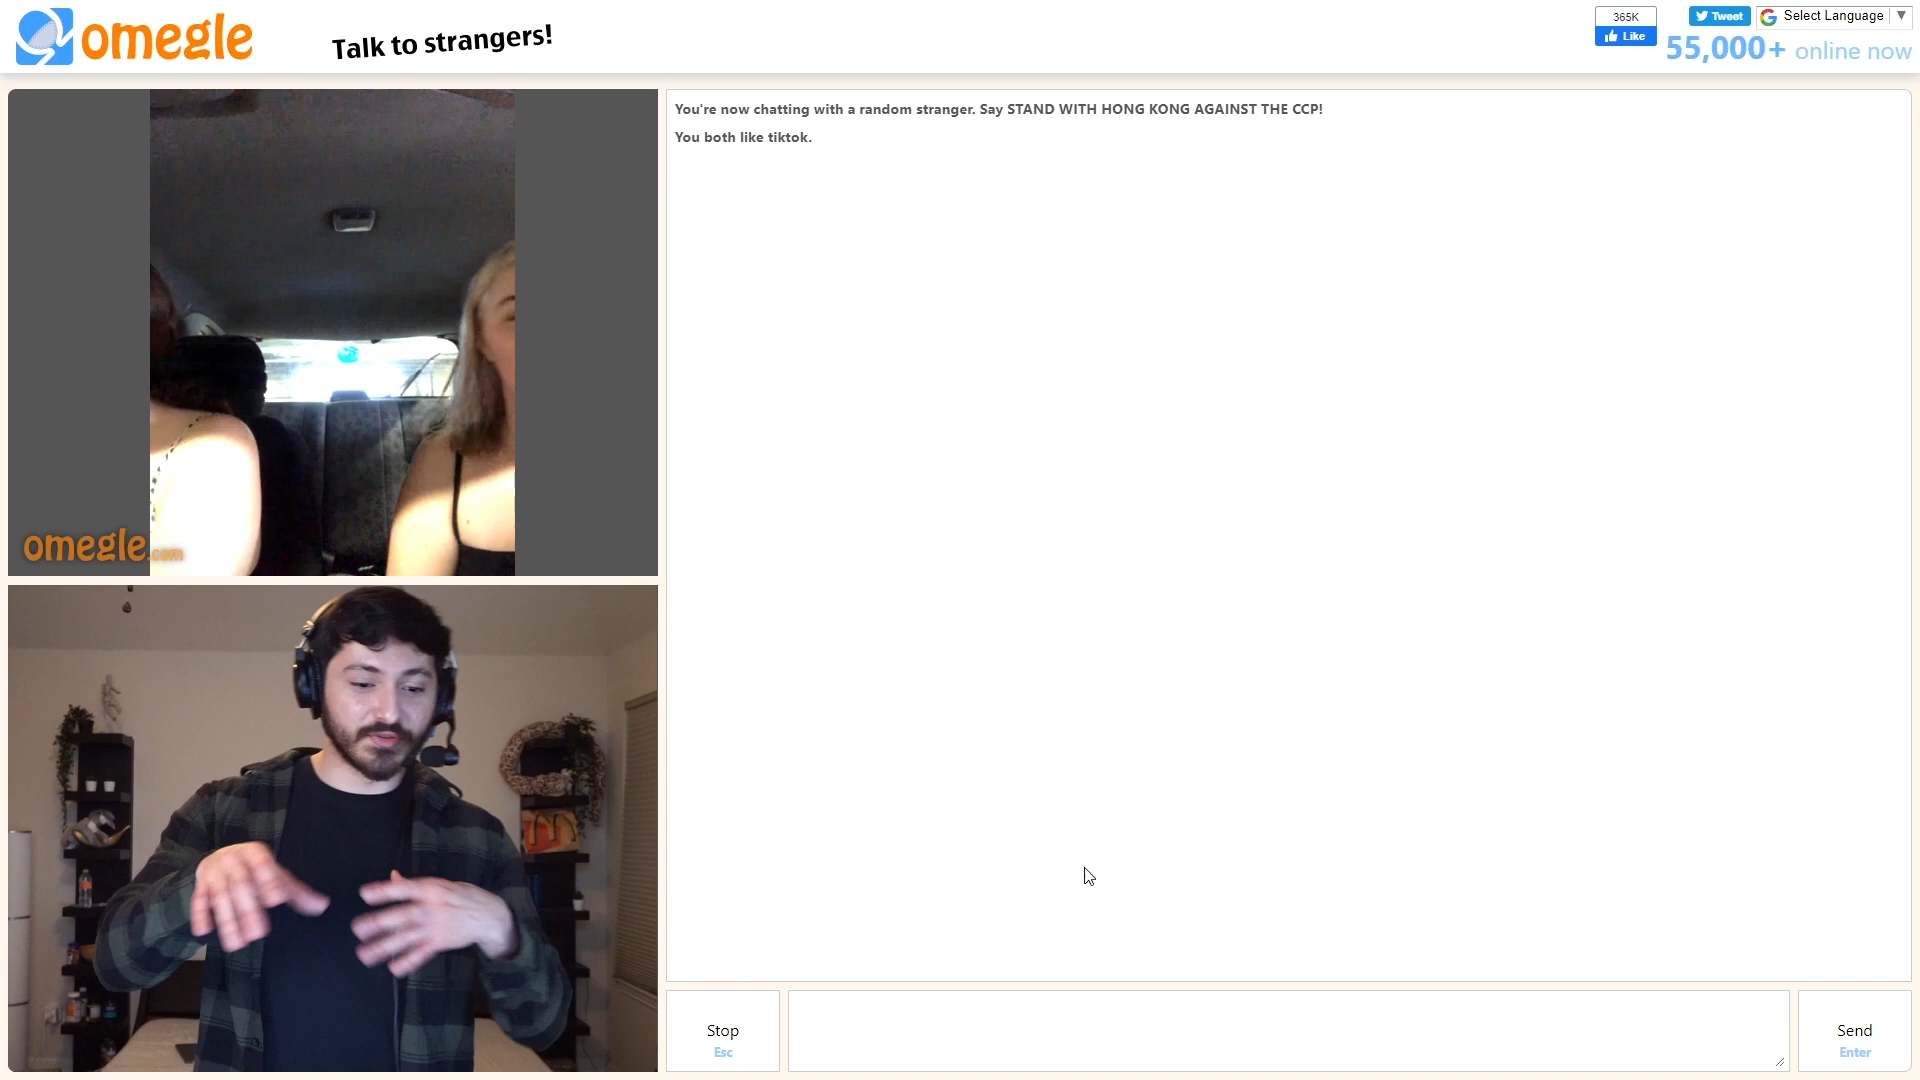 omegle
Talk to strangers!
365K
Like
Tweet
Select Language
55,000+ online now
You're now chatting with a random stranger. Say STAND WITH HONG KONG AGAINST THE CCP!
You both like tiktok.
omegle.com
Stop
Esc
Send
Enter